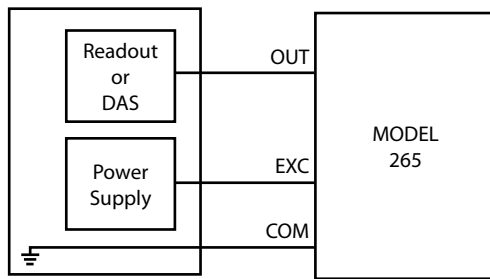 Readout
or
DAS
OUT
MODEL
265
Power
Supply
EXC
COM